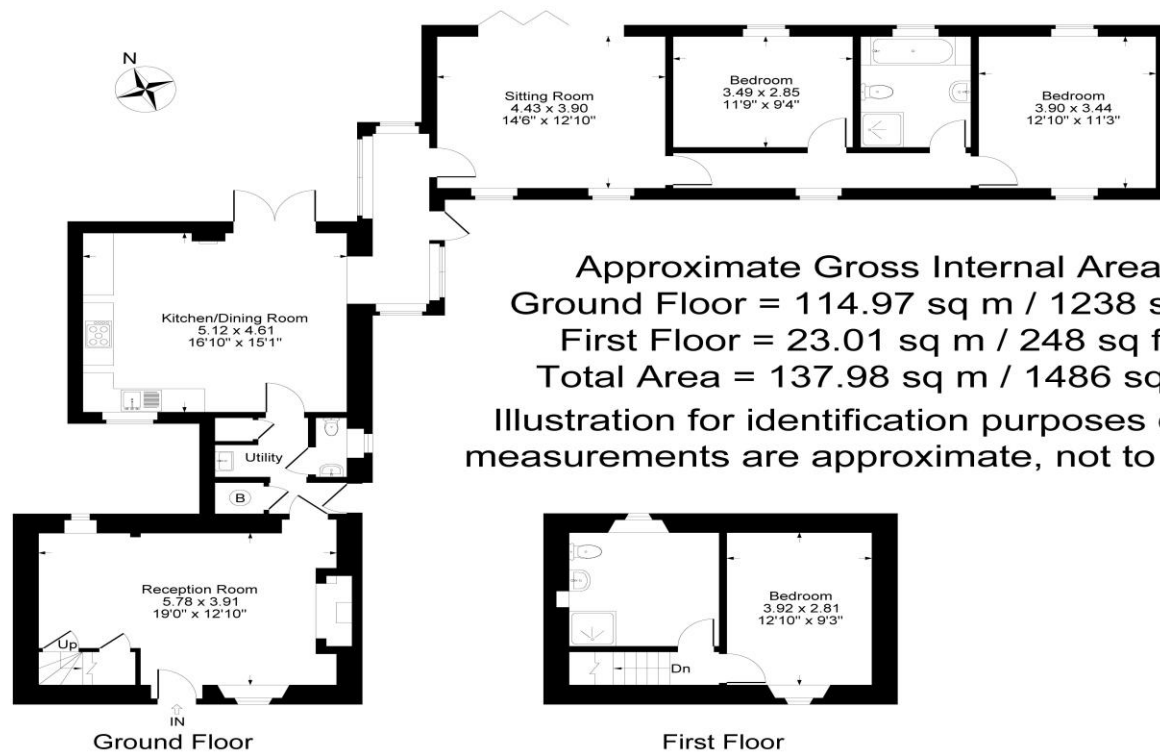 N
Sitting Room
4.43 x 3.90
14'6" x 12'10"
Bedroom
3.49 x 2.85
11'9" x 9'4"
Bedroom
3.90 x 3.44
12'10" x 11'3"
Kitchen/Dining Room
5.12 x 4.61
16'10" x 15'1"
Approximate Gross Internal Area
Ground Floor = 114.97 sq m / 1238 s
First Floor = 23.01 sq m / 248 sq f
Total Area = 137.98 sq m / 1486 sq
Illustration for identification purposes
measurements are approximate, not to
Utility
B
Reception Room
5.78 x 3.91
19'0" x 12'10"
Up
IN
Ground Floor
Bedroom
3.92 x 2.81
12'10" x 9'3"
Dn
First Floor